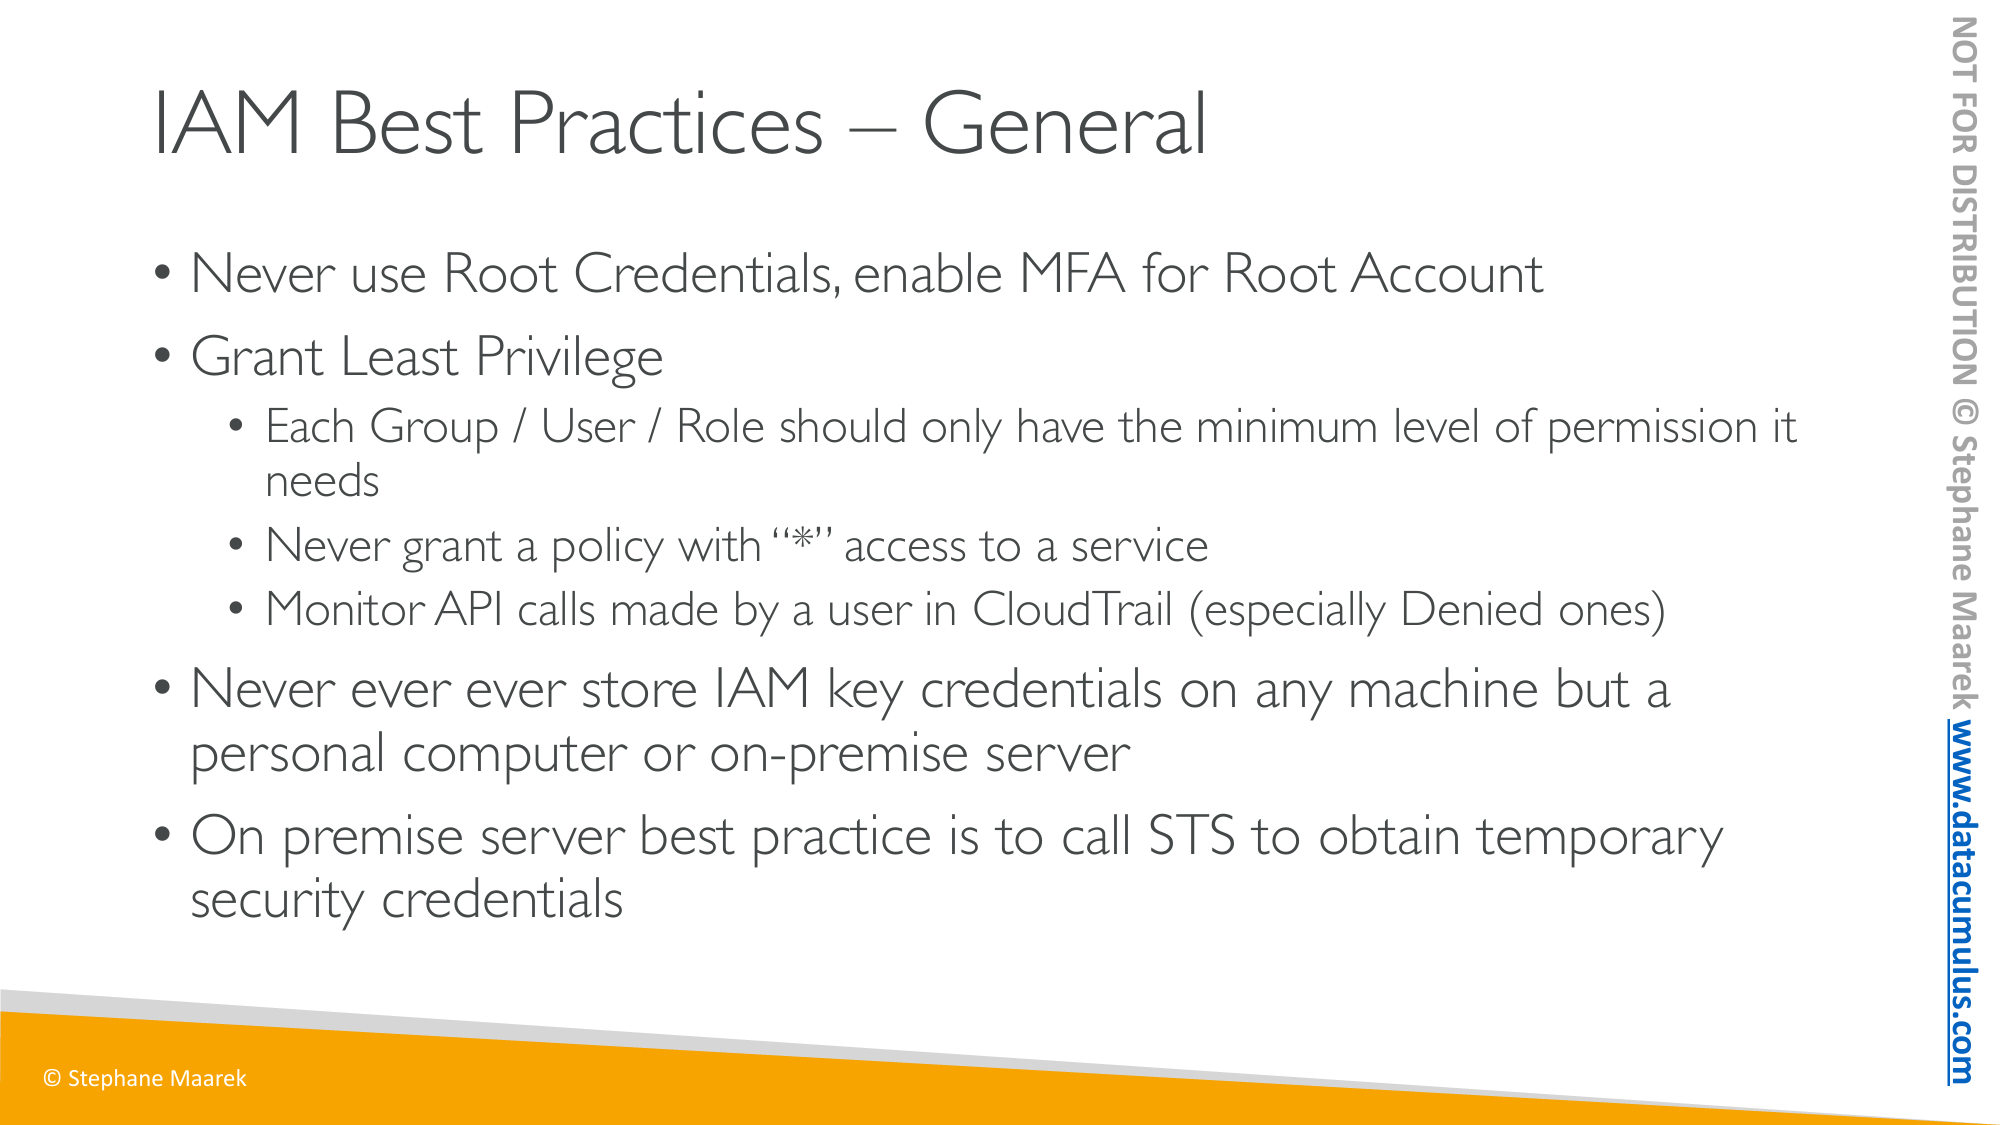 IAM Best Practices – General
• Never use Root Credentials, enable MFA for Root Account
• Grant Least Privilege
• Each Group / User / Role should only have the minimum level of permission it
needs
• Never grant a policy with “*” access to a service
• Monitor API calls made by a user in CloudTrail (especially Denied ones)
• Never ever ever store IAM key credentials on any machine but a
personal computer or on-premise server
• On premise server best practice is to call STS to obtain temporary
security credentials
© Stephane Maarek
NOT FOR DISTRIBUTION © Stephane Maarek www.datacumulus.com